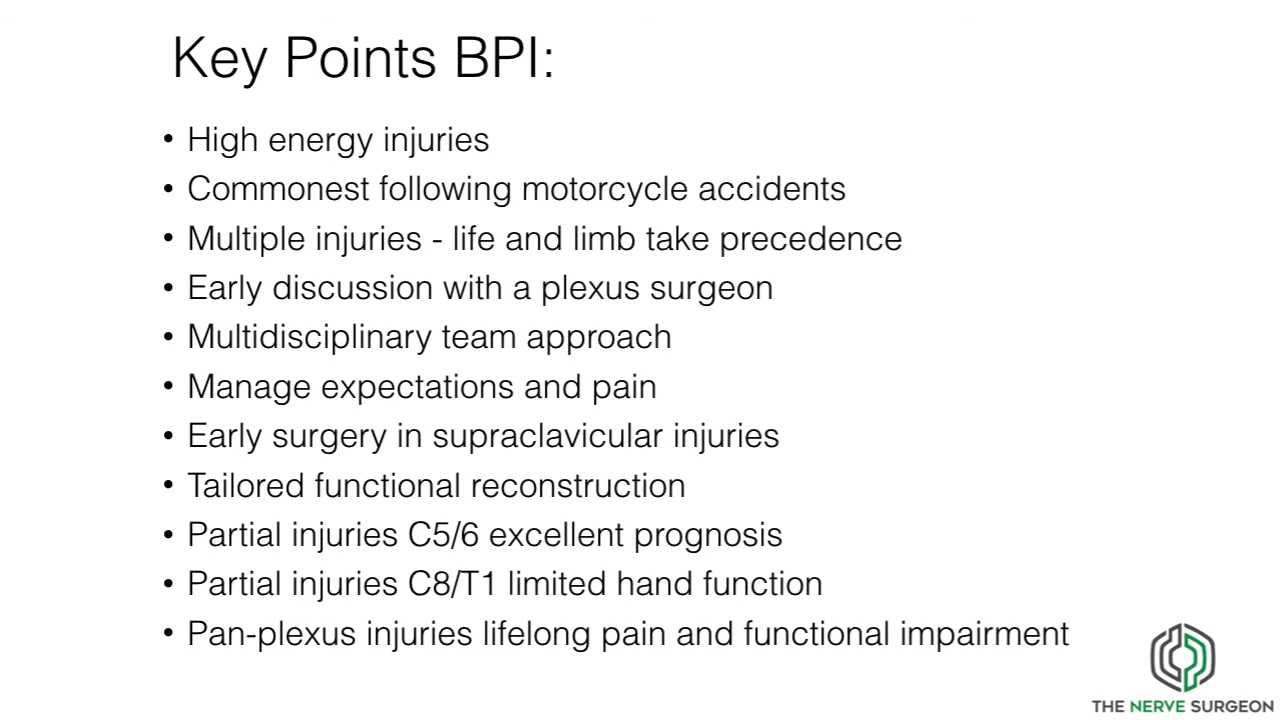 Key Points BPI:
• High energy injuries
• Commonest following motorcycle accidents
• Multiple injuries - life and limb take precedence
• Early discussion with a plexus surgeon
• Multidisciplinary team approach
• Manage expectations and pain
• Early surgery in supraclavicular injuries
• Tailored functional reconstruction
• Partial injuries C5/6 excellent prognosis
• Partial injuries C8/T1 limited hand function
• Pan-plexus injuries lifelong pain and functional impairment
THE NERVE SURGEON